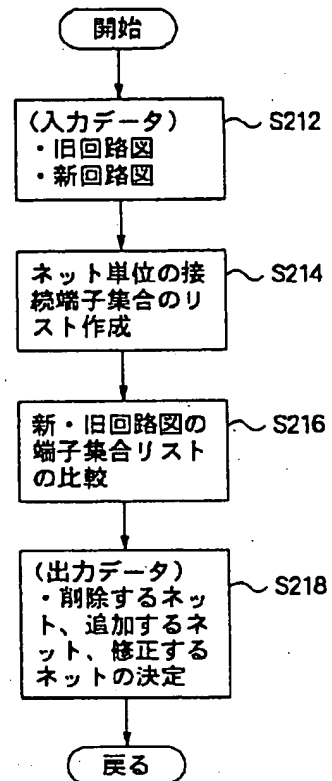 開始
(入力データ)
・旧回路図
・新回路図
S212
ネット単位の接
続端子集合のリ
スト作成
S214
新・旧回路図の
端子集合リスト
の比較
S216
(出力データ)
・削除するネッ
ト、追加するネ
ット、修正する
ネットの決定
S218
戻る